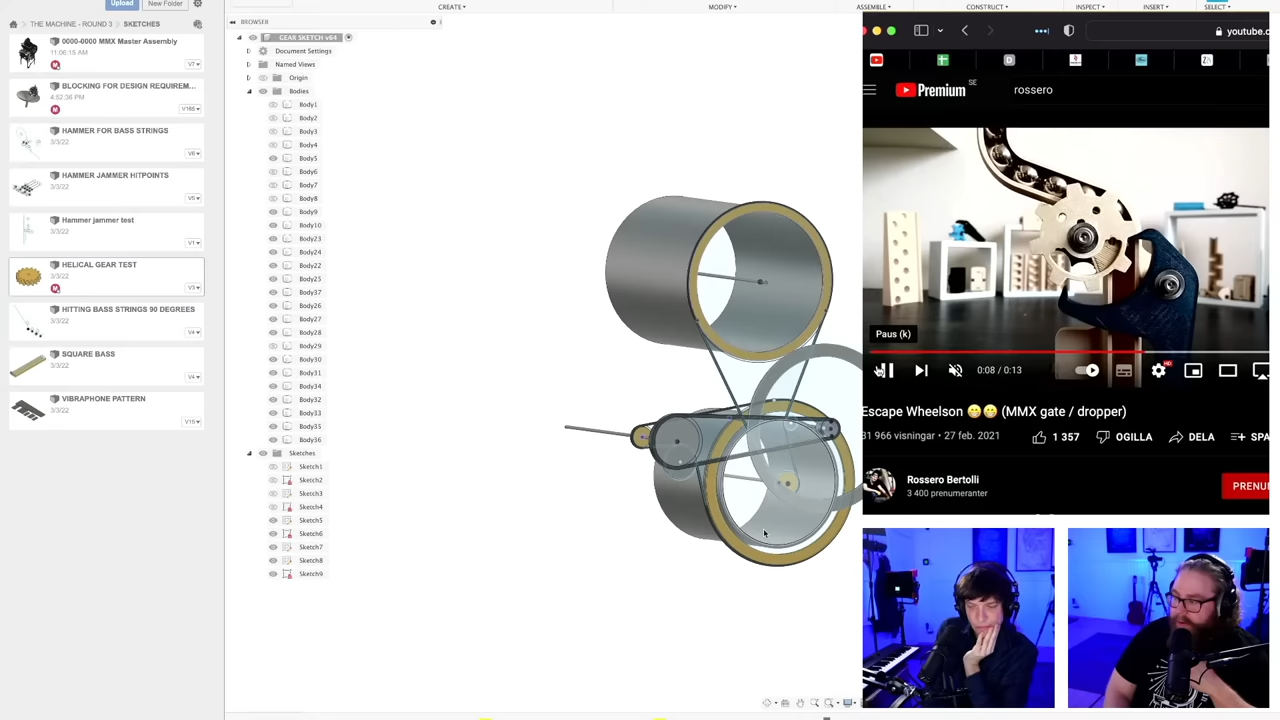 Upload
New Folder
THE MACHINE - ROUND 3
SKETCHES
0000-0000 MMX Master Assembly
11:06:15 AM
V7
BLOCKING FOR DESIGN REQUIREM...
4:52:36 PM
V165
HAMMER FOR BASS STRINGS
3/3/22
V6
HAMMER JAMMER HITPOINTS
3/3/22
V5
Hammer jammer test
3/3/22
V1
HELICAL GEAR TEST
3/3/22
V3
HITTING BASS STRINGS 90 DEGREES
3/3/22
V4
SQUARE BASS
3/3/22
V4
VIBRAPHONE PATTERN
3/3/22
V15
CREATE
MODIFY
ASSEMBLE
CONSTRUCT
INSPECT
INSERT
SELECT
BROWSER
GEAR SKETCH v64
Document Settings
Named Views
Origin
Bodies
Body1
Body2
Body3
Body4
Body5
Body6
Body7
Body8
Body9
Body10
Body23
Body24
Body22
Body25
Body37
Body26
Body27
Body28
Body29
Body30
Body31
Body34
Body32
Body33
Body35
Body36
Sketches
Sketch1
Sketch2
Sketch3
Sketch4
Sketch5
Sketch6
Sketch7
Sketch8
Sketch9
youtube.c
Premium
SE
rossero
Paus (k)
0:08 / 0:13
HD
Escape Wheelson 😁😁 (MMX gate / dropper)
31 966 visningar • 27 feb. 2021
1 357
OGILLA
DELA
SPA
Rossero Bertolli
3 400 prenumeranter
PRENU